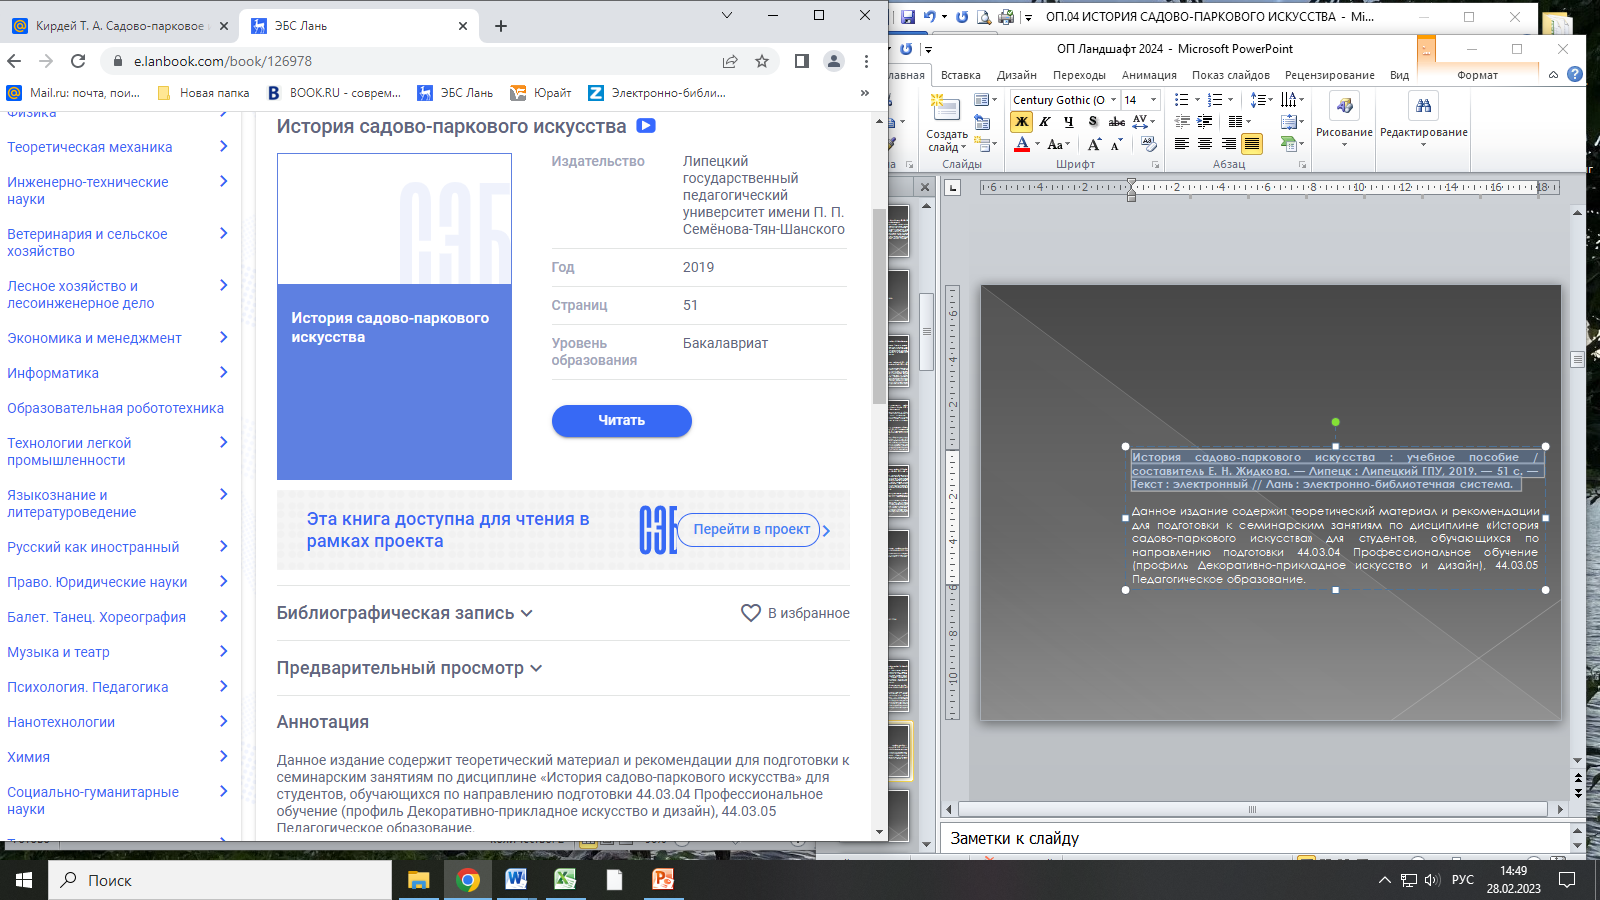 Кирдей Т. А. Садово-парковое
ЭБС Лань
e.lanbook.com/book/126978
Mail.ru: почта, пои...
Новая папка
BOOK.RU - соврем...
ЭБС Лань
Юрайт
Электронно-библи...
»
Физика
Теоретическая механика
Инженерно-технические
науки
Ветеринария и сельское
хозяйство
Лесное хозяйство и
лесоинженерное дело
Экономика и менеджмент
Информатика
Образовательная робототехника
Технологии легкой
промышленности
Языкознание и
литературоведение
Русский как иностранный
Право. Юридические науки
Балет. Танец. Хореография
Музыка и театр
Психология. Педагогика
Нанотехнологии
Химия
Социально-гуманитарные
науки
История садово-паркового искусства
СЭБ
История садово-паркового
искусства
Издательство
Липецкий
государственный
педагогический
университет имени П. П.
Семёнова-Тян-Шанского
Год
2019
Страниц
51
Уровень
образования
Бакалавриат
Читать
Эта книга доступна для чтения в
рамках проекта
СЭБ
Перейти в проект
Библиографическая запись
В избранное
Предварительный просмотр
Аннотация
Данное издание содержит теоретический материал и рекомендации для подготовки к
семинарским занятиям по дисциплине «История садово-паркового искусства» для
студентов, обучающихся по направлению подготовки 44.03.04 Профессиональное
обучение (профиль Декоративно-прикладное искусство и дизайн), 44.03.05
Педагогическое образование.
ОП.04 ИСТОРИЯ САДОВО-ПАРКОВОГО ИСКУССТВА - Mi...
ОП Ландшафт 2024 - Microsoft PowerPoint
Вставка
Дизайн
Переходы
Анимация
Показ слайдов
Рецензирование
Вид
Формат
Создать
слайд
Слайды
Century Gothic (О
14
Ж К Ч S abc AV
А Aa А А
Шрифт
Абзац
Рисование
Редактирование
История садово-паркового искусства : учебное пособие /
составитель Е. Н. Жидкова. — Липецк : Липецкий ГПУ, 2019. — 51 с. —
Текст : электронный // Лань : электронно-библиотечная система.
Данное издание содержит теоретический материал и рекомендации
для подготовки к семинарским занятиям по дисциплине «История
садово-паркового искусства» для студентов, обучающихся по
направлению подготовки 44.03.04 Профессиональное обучение
(профиль Декоративно-прикладное искусство и дизайн), 44.03.05
Педагогическое образование.
Заметки к слайду
Поиск
РУС
14:49
28.02.2023